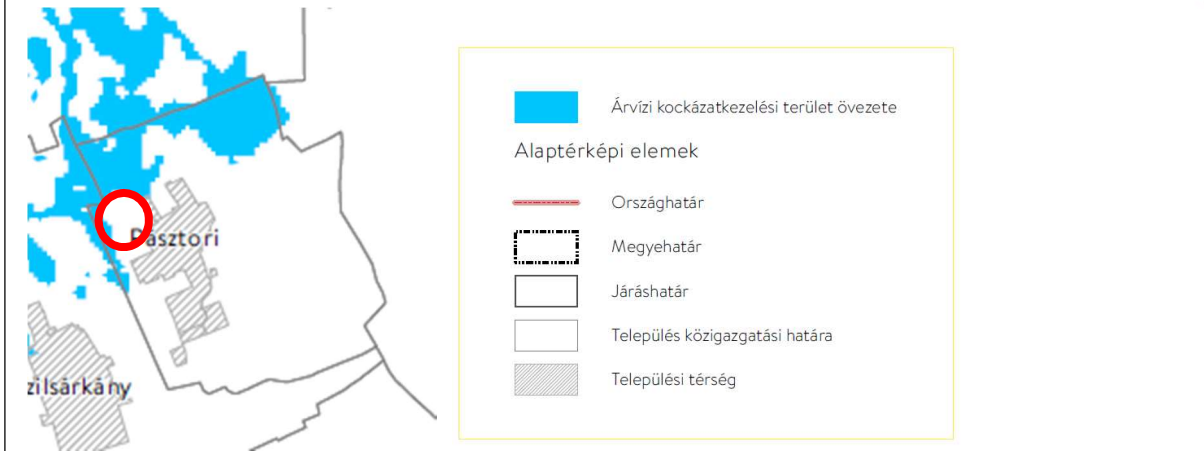 Pásztori
zilsárkány
Árvízi kockázatkezelési terület övezete
Alaptérképi elemek
Országhatár
Megyehatár
Járáshatár
Település közigazgatási határa
Települési térség